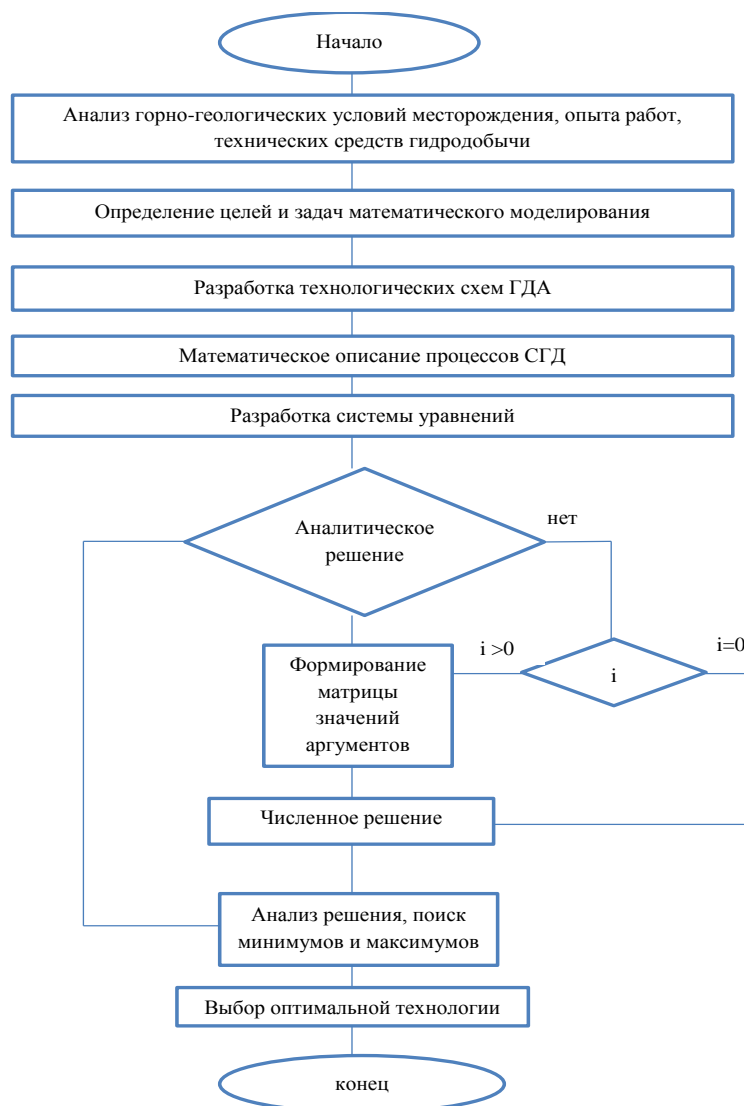 Начало
Анализ горно-геологических условий месторождения, опыта работ,
технических средств гидродобычи
Определение целей и задач математического моделирования
Разработка технологических схем ГДА
Математическое описание процессов СГД
Разработка системы уравнений
Аналитическое
решение
нет
i >0
i
i=0
Формирование
матрицы
значений
аргументов
Численное решение
Анализ решения, поиск
минимумов и максимумов
Выбор оптимальной технологии
конец